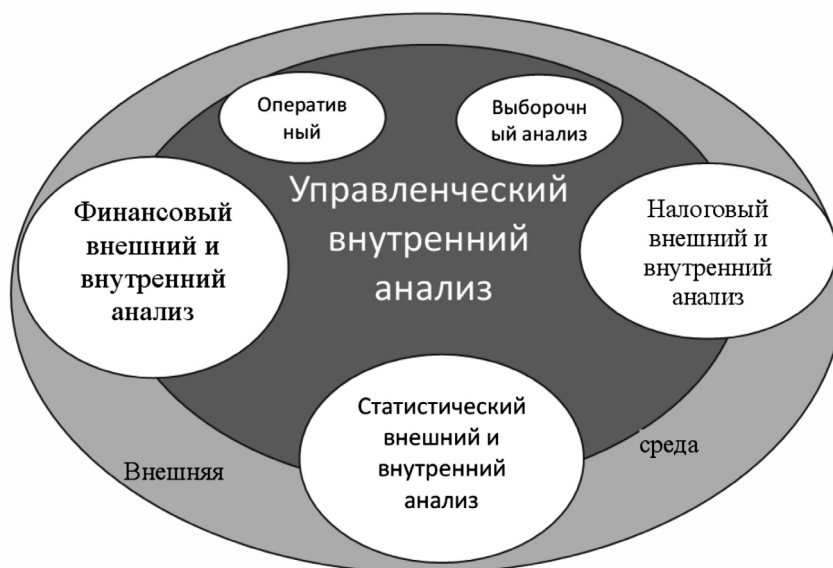 Оператив
ный
Выборочн
ый анализ
Управленческий
внутренний
анализ
Финансовый
внешний и
внутренний
анализ
Налоговый
внешний и
внутренний
анализ
Статистический
внешний и
внутренний
анализ
Внешняя
среда